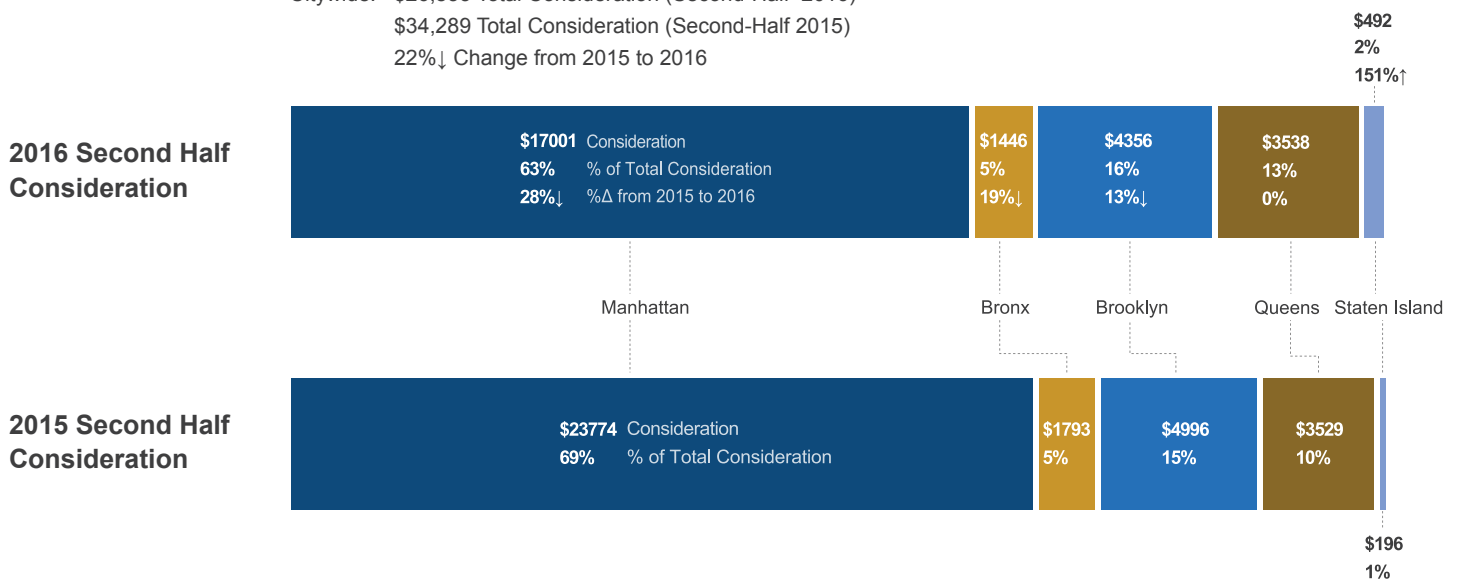 $34,289 Total Consideration (Second-Half 2015)
22%↓ Change from 2015 to 2016
$492
2%
151%↑
2016 Second Half
Consideration
$17001 Consideration
63% % of Total Consideration
28%↓ %Δ from 2015 to 2016
$1446
5%
19%↓
$4356
16%
13%↓
$3538
13%
0%
Manhattan
Bronx
Brooklyn
Queens
Staten Island
2015 Second Half
Consideration
$23774 Consideration
69% % of Total Consideration
$1793
5%
$4996
15%
$3529
10%
$196
1%